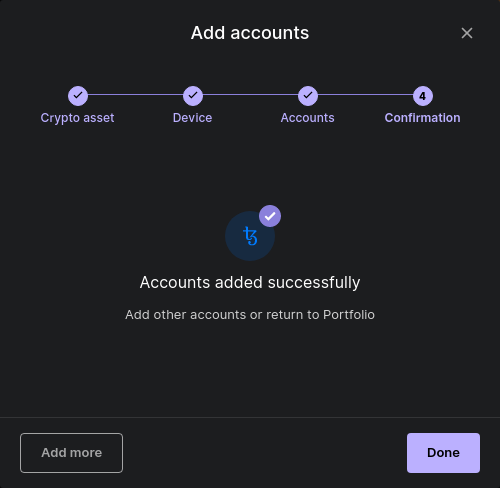 Add accounts
4
Crypto asset
Device
Accounts
Confirmation
ꜩ
Accounts added successfully
Add other accounts or return to Portfolio
Add more
Done